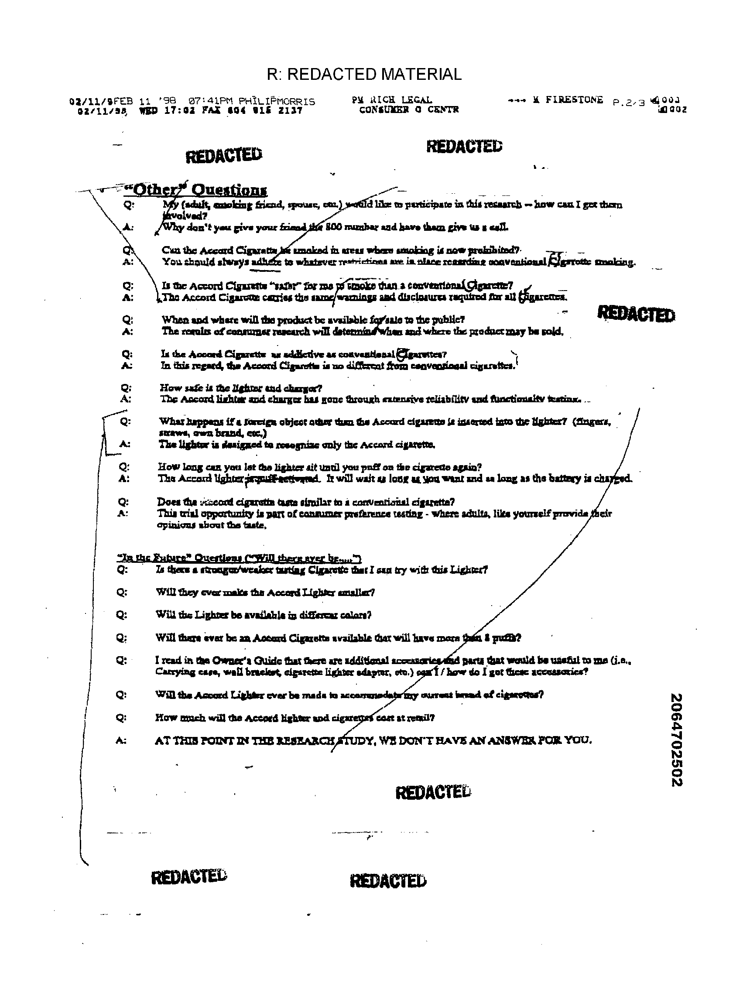 R: REDACTED MATERIAL
02/11/9FEB 11 '98 07:41PM PHILIPMORRIS PM RICH LEGAL --- M FIRESTONE P.2/3 003
02/11/98 WED 17:02 FAX 804 915 2137 CONSUMER O CENTR 002
REDACTED
REDACTED
"Other" Questions
Q: My (adult, smoking friend, spouse, etc.) would like to participate in this research -- how can I get them
involved?
A: Why don't you give your friend the 800 number and have them give us a call.
Q: Can the Accord Cigarette be smoked in areas where smoking is now prohibited?
A: You should always adhere to whatever restrictions are in place regarding conventional Cigarette smoking.
Q: Is the Accord Cigarette "safer" for me to smoke than a conventional Cigarette?
A: The Accord Cigarette carries the same warnings and disclosures required for all Cigarettes.
REDACTED
Q: When and where will the product be available for sale to the public?
A: The results of consumer research will determine when and where the product may be sold.
Q: Is the Accord Cigarette as addictive as conventional Cigarettes?
A: In this regard, the Accord Cigarette is no different from conventional cigarettes.
Q: How safe is the lighter and charger?
A: The Accord lighter and charger has gone through extensive reliability and functionality testing.
Q: What happens if a foreign object other than the Accord cigarette is inserted into the lighter? (fingers,
straws, own brand, etc.)
A: The lighter is designed to recognize only the Accord cigarette.
Q: How long can you let the lighter sit until you puff on the cigarette again?
A: The Accord lighter is puff-activated. It will wait as long as you want and as long as the battery is charged.
Q: Does the Accord cigarette taste similar to a conventional cigarette?
A: This trial opportunity is part of consumer preference testing - where adults, like yourself provide their
opinions about the taste.
"In the Future" Questions ("Will there ever be.....")
Q: Is there a stronger/weaker tasting Cigarette that I can try with this Lighter?
Q: Will they ever make the Accord Lighter smaller?
Q: Will the Lighter be available in different colors?
Q: Will there ever be an Accord Cigarette available that will have more than 8 puffs?
Q: I read in the Owner's Guide that there are additional accessories and parts that would be useful to me (i.e.,
Carrying case, wall bracket, cigarette lighter adapter, etc.) can I / how do I get these accessories?
Q: Will the Accord Lighter ever be made to accommodate my current brand of cigarettes?
Q: How much will the Accord lighter and cigarettes cost at retail?
A: AT THIS POINT IN THE RESEARCH STUDY, WE DON'T HAVE AN ANSWER FOR YOU.
2064702502
REDACTED
REDACTED
REDACTED